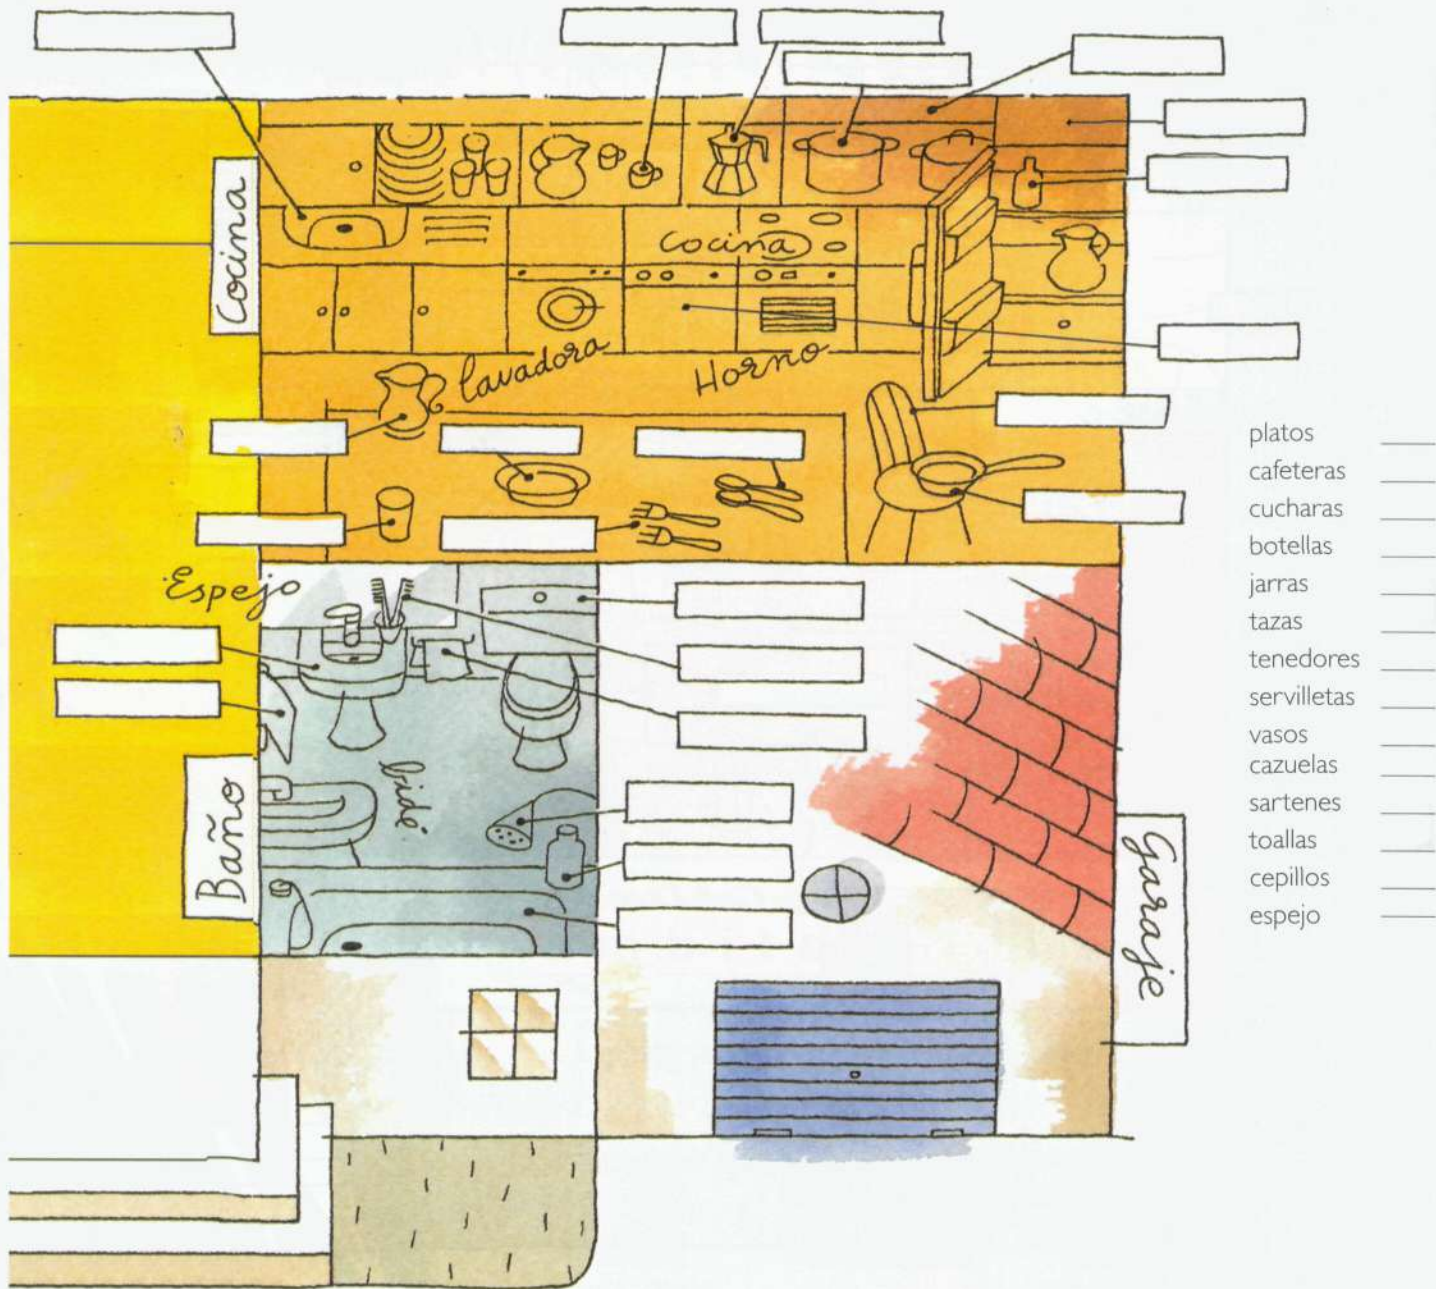 Cocina
cocina
lavadora
Horno
Espejo
bidé
Baño
Garaje
platos
cafeteras
cucharas
botellas
jarras
tazas
tenedores
servilletas
vasos
cazuelas
sartenes
toallas
cepillos
espejo